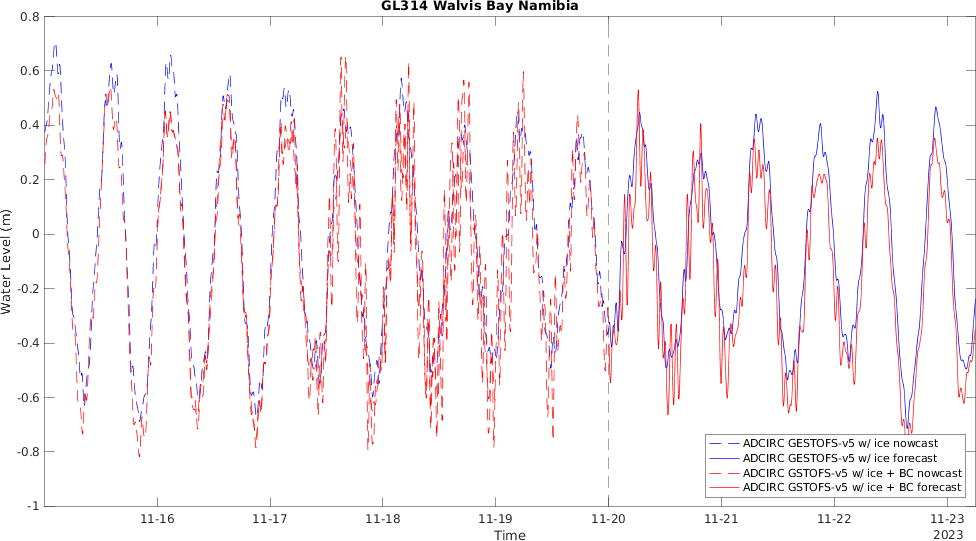 GL314 Walvis Bay Namibia
0.8
0.6
0.4
0.2
0
-0.2
-0.4
-0.6
-0.8
-1
Water Level (m)
ADCIRC GESTOFS-v5 w/ ice nowcast
ADCIRC GESTOFS-v5 w/ ice forecast
ADCIRC GSTOFS-v5 w/ ice + BC nowcast
ADCIRC GSTOFS-v5 w/ ice + BC forecast
11-16 11-17 11-18 11-19 11-20 11-21 11-22 11-23
2023
Time